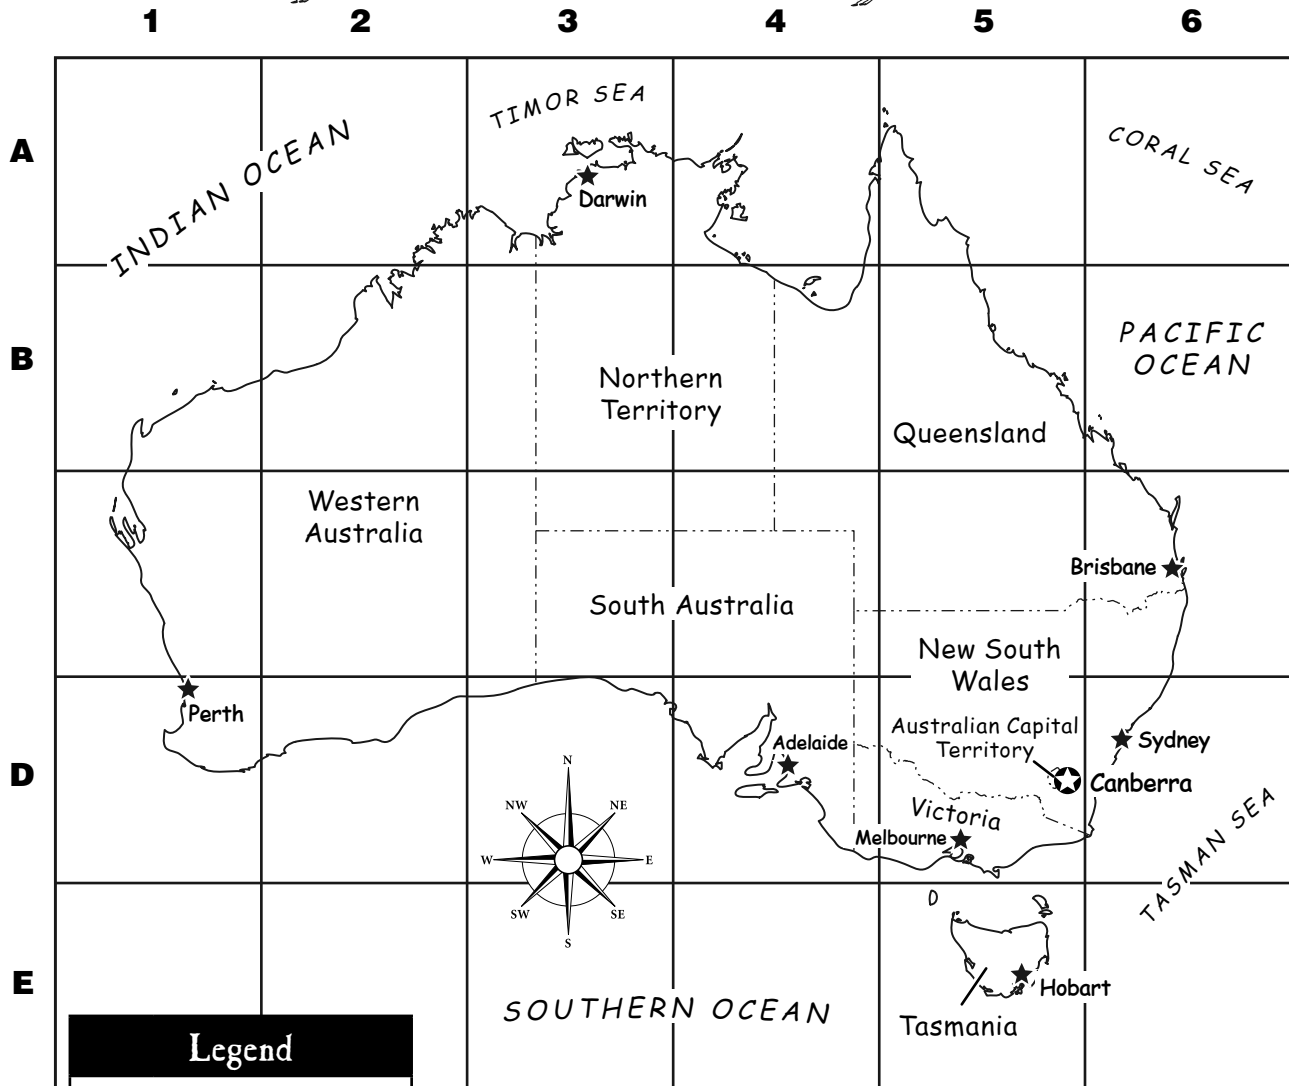 1 2 3 4 5 6
A
B
D
E
TIMOR SEA
INDIAN OCEAN
CORAL SEA
Darwin
PACIFIC
OCEAN
Northern
Territory
Queensland
Western
Australia
Brisbane
South Australia
New South
Wales
Perth
Australian Capital
Territory
Sydney
Adelaide
Canberra
Victoria
Melbourne
TASMAN SEA
N
NW
NE
W
E
SW
SE
S
Hobart
Tasmania
SOUTHERN OCEAN
Legend